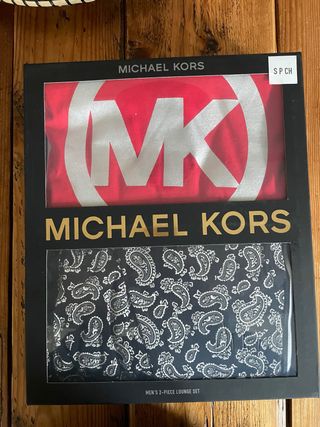 MICHAEL KORS
S P CH
MK
MICHAEL KORS
MEN'S 2-PIECE LOUNGE SET